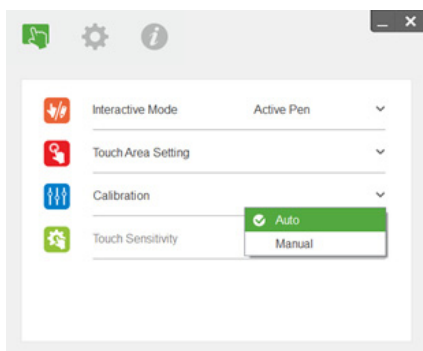 Interactive Mode Active Pen
Touch Area Setting
Calibration
Auto
Touch Sensitivity
Manual